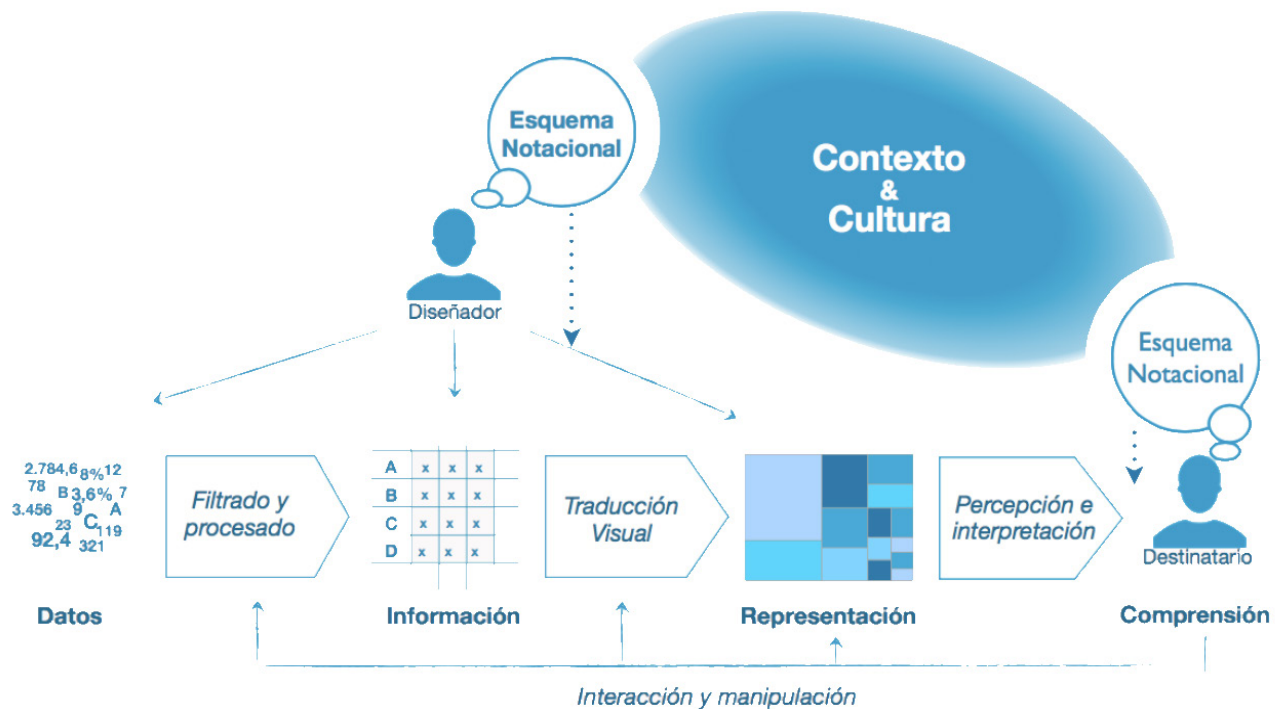 Esquema
Notacional
Contexto
&
Cultura
Diseñador
Esquema
Notacional
2.784,6 8% 12
78 B 3,6% 7
3.456 9 A
23 C 119
92,4 321
Filtrado y
procesado
A x x x
B x x x
C x x x
D x x x
Traducción
Visual
Percepción e
interpretación
Destinatario
Datos
Información
Representación
Comprensión
Interacción y manipulación